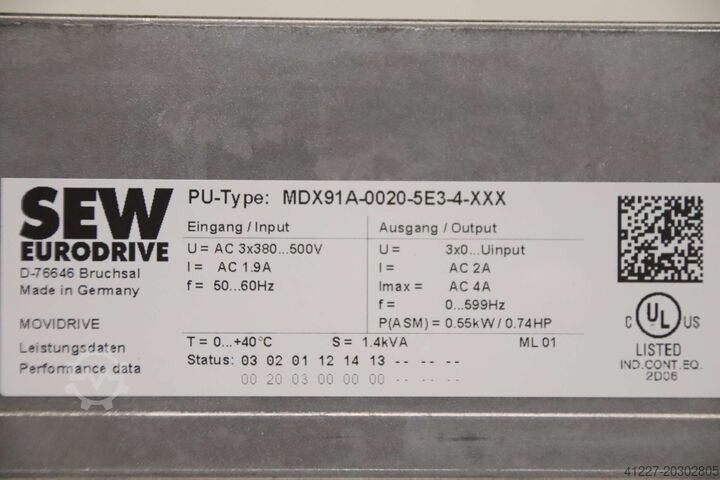 SEW
EURODRIVE
D-76646 Bruchsal
Made in Germany
MOVIDRIVE
Leistungsdaten
Performance data
PU-Type: MDX91A-0020-5E3-4-XXX
Eingang / Input
U = AC 3x380...500V
I = AC 1.9A
f = 50...60Hz
Ausgang / Output
U = 3x0...Uinput
I = AC 2A
Imax = AC 4A
f = 0...599Hz
P(ASM) = 0.55kW / 0.74HP
T = 0...+40°C S = 1.4kVA ML 01
Status: 03 02 01 12 14 13 -- -- -- --
00 20 03 00 00 00 -- -- -- --
C UL US
LISTED
IND.CONT.EQ.
2D06
41227-20302805